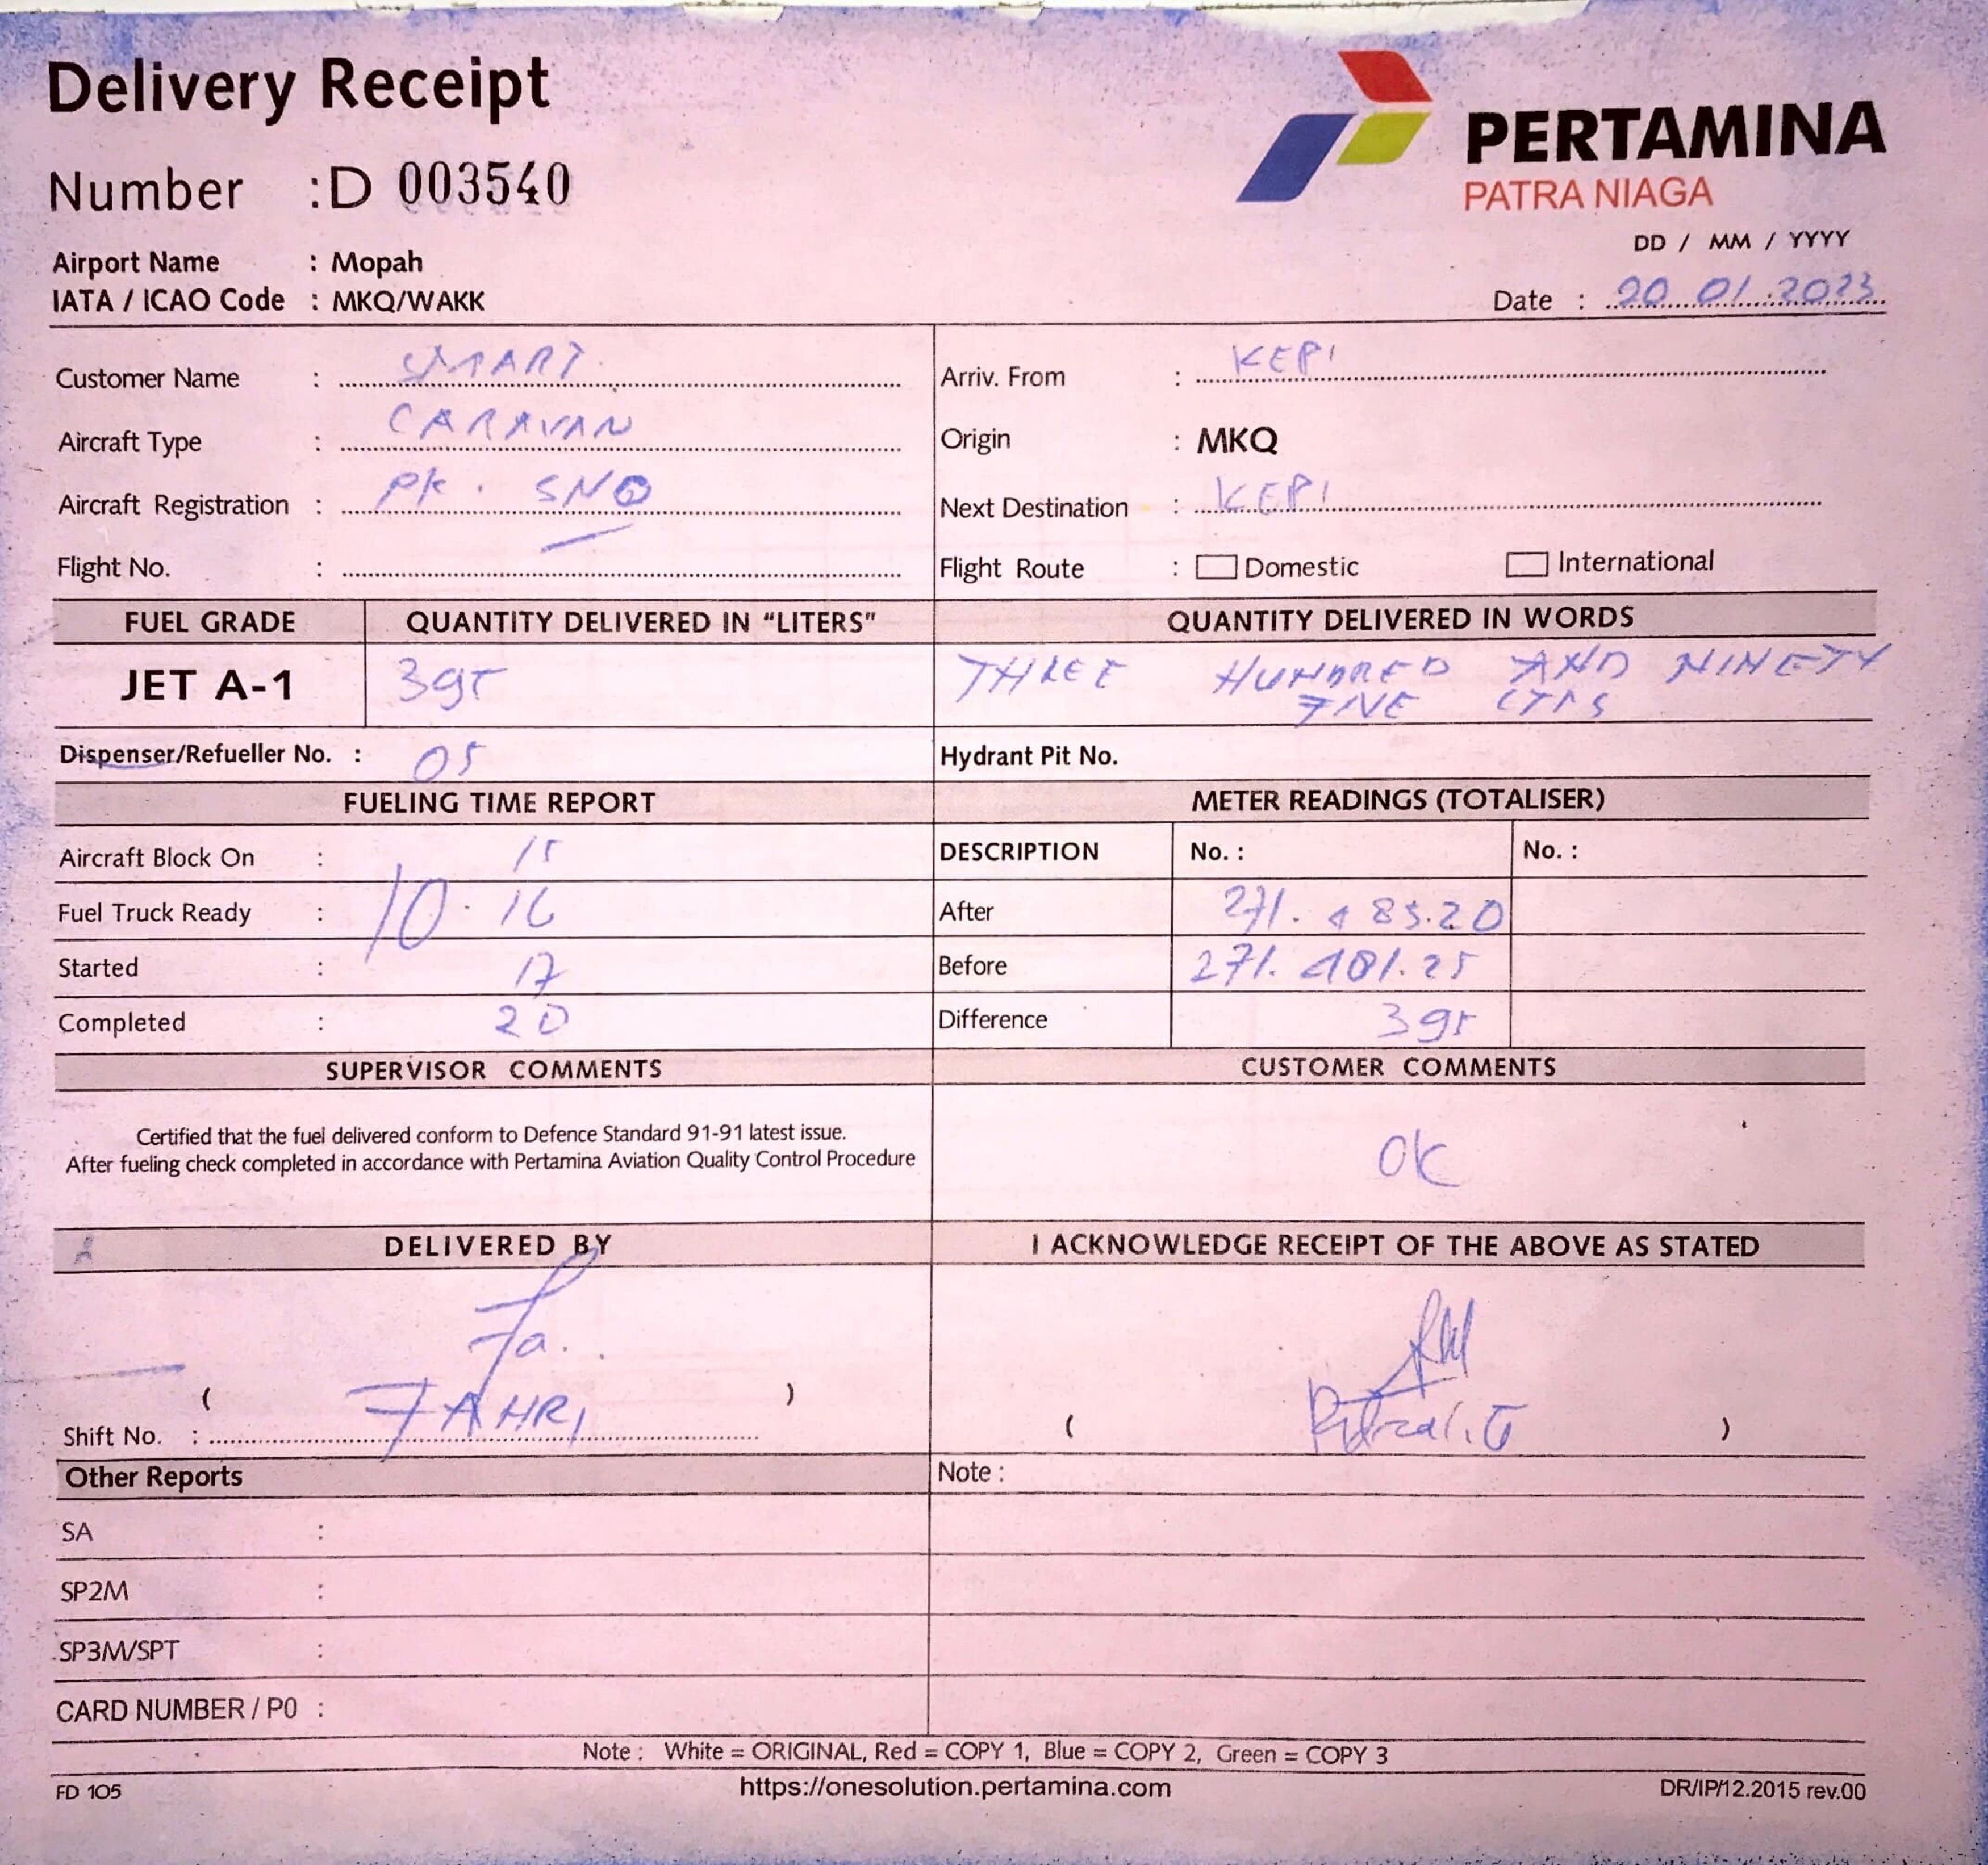 Delivery Receipt
PERTAMINA
PATRA NIAGA
Number : D 003540
DD / MM / YYYY
Airport Name : Mopah
IATA / ICAO Code : MKQ/WAKK
Date : 20 01.2023
Customer Name : SMART
Arriv. From : KEPI
Aircraft Type : CARAVAN
Origin : MKQ
Aircraft Registration : PK. SNQ
Next Destination : KEPI
Flight No. :
Flight Route : Domestic International
FUEL GRADE QUANTITY DELIVERED IN “LITERS” QUANTITY DELIVERED IN WORDS
JET A-1 395 THREE HUNDRED AND NINETY
FIVE LTRS
Dispenser/Refueller No. : 05 Hydrant Pit No.
FUELING TIME REPORT METER READINGS (TOTALISER)
Aircraft Block On : 15 DESCRIPTION No. : No. :
Fuel Truck Ready : 10. 16 After 271.
Started : 17 Before 271.
Completed : 20 Difference 395
SUPERVISOR COMMENTS CUSTOMER COMMENTS
Certified that the fuel delivered conform to Defence Standard 91-91 latest issue.
After fueling check completed in accordance with Pertamina Aviation Quality Control Procedure
OK
DELIVERED BY I ACKNOWLEDGE RECEIPT OF THE ABOVE AS STATED
Fa.
( FAHRI )
Shift No. :
( )
Other Reports Note :
SA :
SP2M :
SP3M/SPT :
CARD NUMBER / P0 :
Note : White = ORIGINAL, Red = COPY 1, Blue = COPY 2, Green = COPY 3
FD 105 https://onesolution.pertamina.com DR/IP/12.2015 rev.00